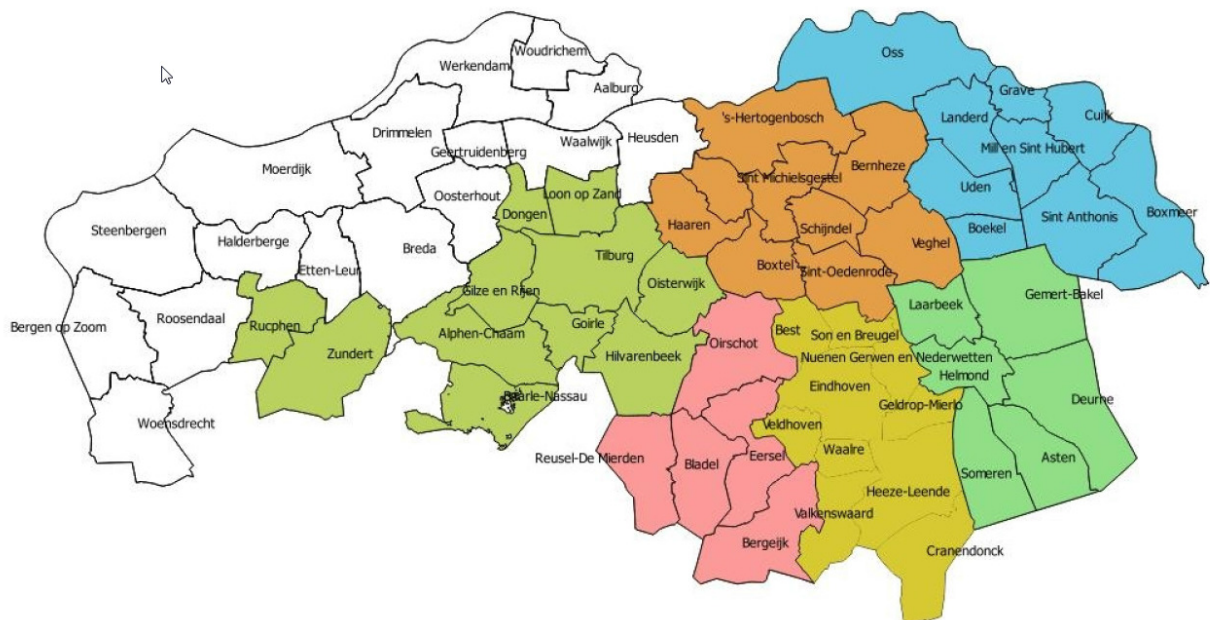 Woudrichem
Oss
Werkendam
Aalburg
Grave
Cuijk
's-Hertogenbosch
Landerd
Drimmelen
Heusden
Waalwijk
Geertruidenberg
Mill en Sint Hubert
Moerdijk
Bernheze
Sint Michielsgestel
Uden
Oosterhout
Loon op Zand
Dongen
Haaren
Sint Anthonis
Boxmeer
Steenbergen
Schijndel
Boekel
Halderberge
Breda
Veghel
Tilburg
Boxtel
Sint-Oedenrode
Etten-Leur
Oisterwijk
Gilze en Rijen
Gemert-Bakel
Laarbeek
Roosendaal
Bergen op Zoom
Rucphen
Goirle
Best
Son en Breugel
Alphen-Chaam
Oirschot
Zundert
Hilvarenbeek
Nuenen Gerwen en Nederwetten
Helmond
Eindhoven
Baarle-Nassau
Deurne
Geldrop-Mierlo
Woensdrecht
Veldhoven
Waalre
Asten
Reusel-De Mierden
Bladel
Eersel
Someren
Heeze-Leende
Valkenswaard
Bergeijk
Cranendonck